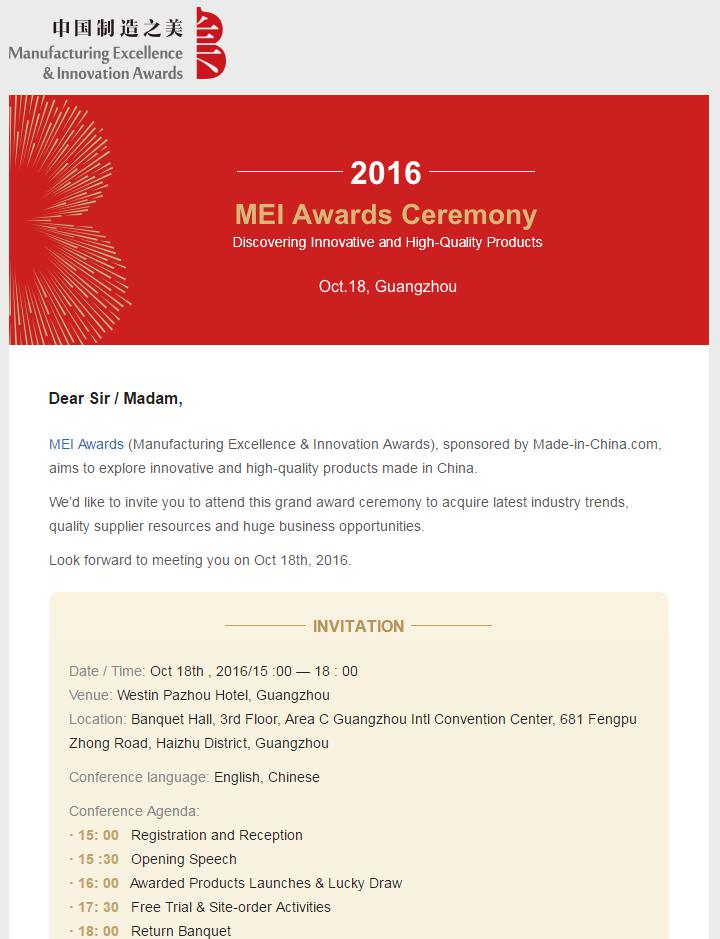 中国制造之美
Manufacturing Excellence
& Innovation Awards
2016
MEI Awards Ceremony
Discovering Innovative and High-Quality Products
Oct.18, Guangzhou
Dear Sir / Madam,
MEI Awards (Manufacturing Excellence & Innovation Awards), sponsored by Made-in-China.com,
aims to explore innovative and high-quality products made in China.
We'd like to invite you to attend this grand award ceremony to acquire latest industry trends,
quality supplier resources and huge business opportunities.
Look forward to meeting you on Oct 18th, 2016.
INVITATION
Date / Time: Oct 18th , 2016/15 :00 — 18 : 00
Venue: Westin Pazhou Hotel, Guangzhou
Location: Banquet Hall, 3rd Floor, Area C Guangzhou Intl Convention Center, 681 Fengpu
Zhong Road, Haizhu District, Guangzhou
Conference language: English, Chinese
Conference Agenda:
· 15: 00 Registration and Reception
· 15 :30 Opening Speech
· 16: 00 Awarded Products Launches & Lucky Draw
· 17: 30 Free Trial & Site-order Activities
· 18: 00 Return Banquet